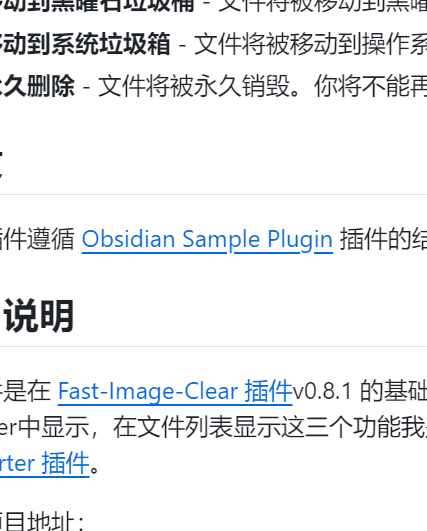 动到黑曜石垃圾桶 - 文件将被移动到黑曜
移动到系统垃圾箱 - 文件将被移动到操作系
永久删除 - 文件将被永久销毁。你将不能再
插件遵循 Obsidian Sample Plugin 插件的结
说明
件是在 Fast-Image-Clear 插件v0.8.1 的基础
er中显示，在文件列表显示这三个功能我
rter 插件。
项目地址：